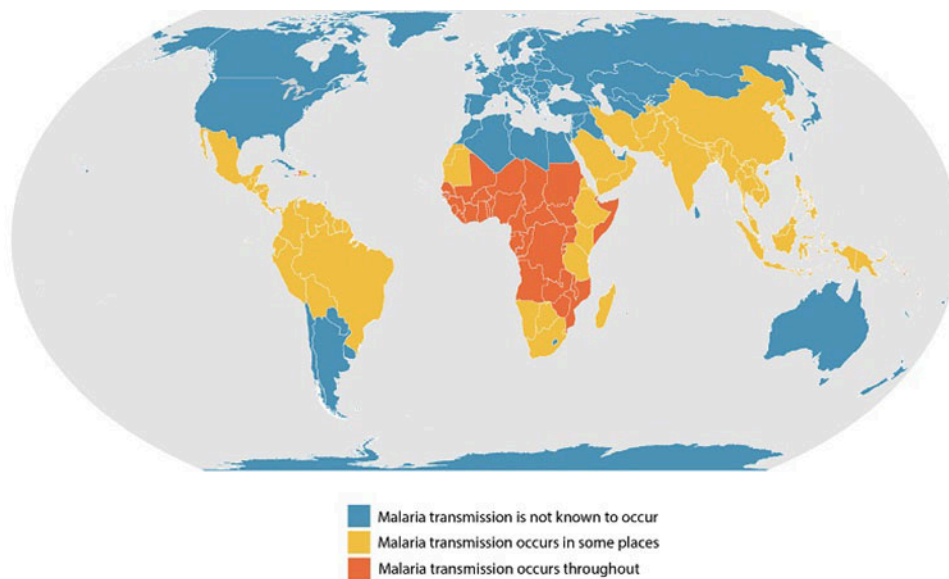 Malaria transmission is not known to occur
Malaria transmission occurs in some places
Malaria transmission occurs throughout